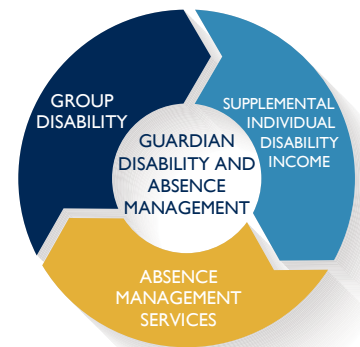 GROUP
DISABILITY
SUPPLEMENTAL
INDIVIDUAL
DISABILITY
INCOME
GUARDIAN
DISABILITY AND
ABSENCE
MANAGEMENT
ABSENCE
MANAGEMENT
SERVICES